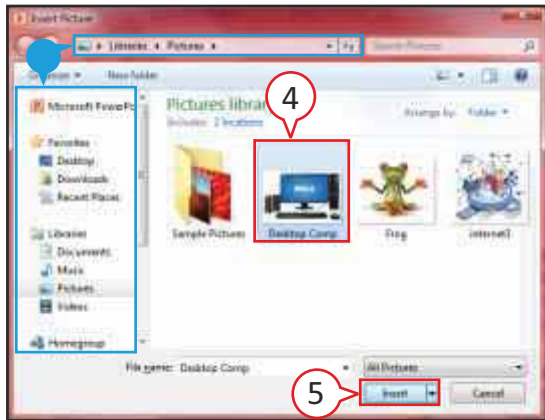 Insert Picture
Libraries ▸ Pictures ▸
Search Pictures
Organize ▾ New folder
Microsoft PowerPo
Pictures library
Includes: 2 locations
Arrange by: Folder ▾
4
Favorites
Desktop
Downloads
Recent Places
Libraries
Documents
Music
Pictures
Videos
Homegroup
Sample Pictures
Desktop Comp
Frog
internet3
File name: Desktop Comp
All Pictures
5
Insert
Cancel